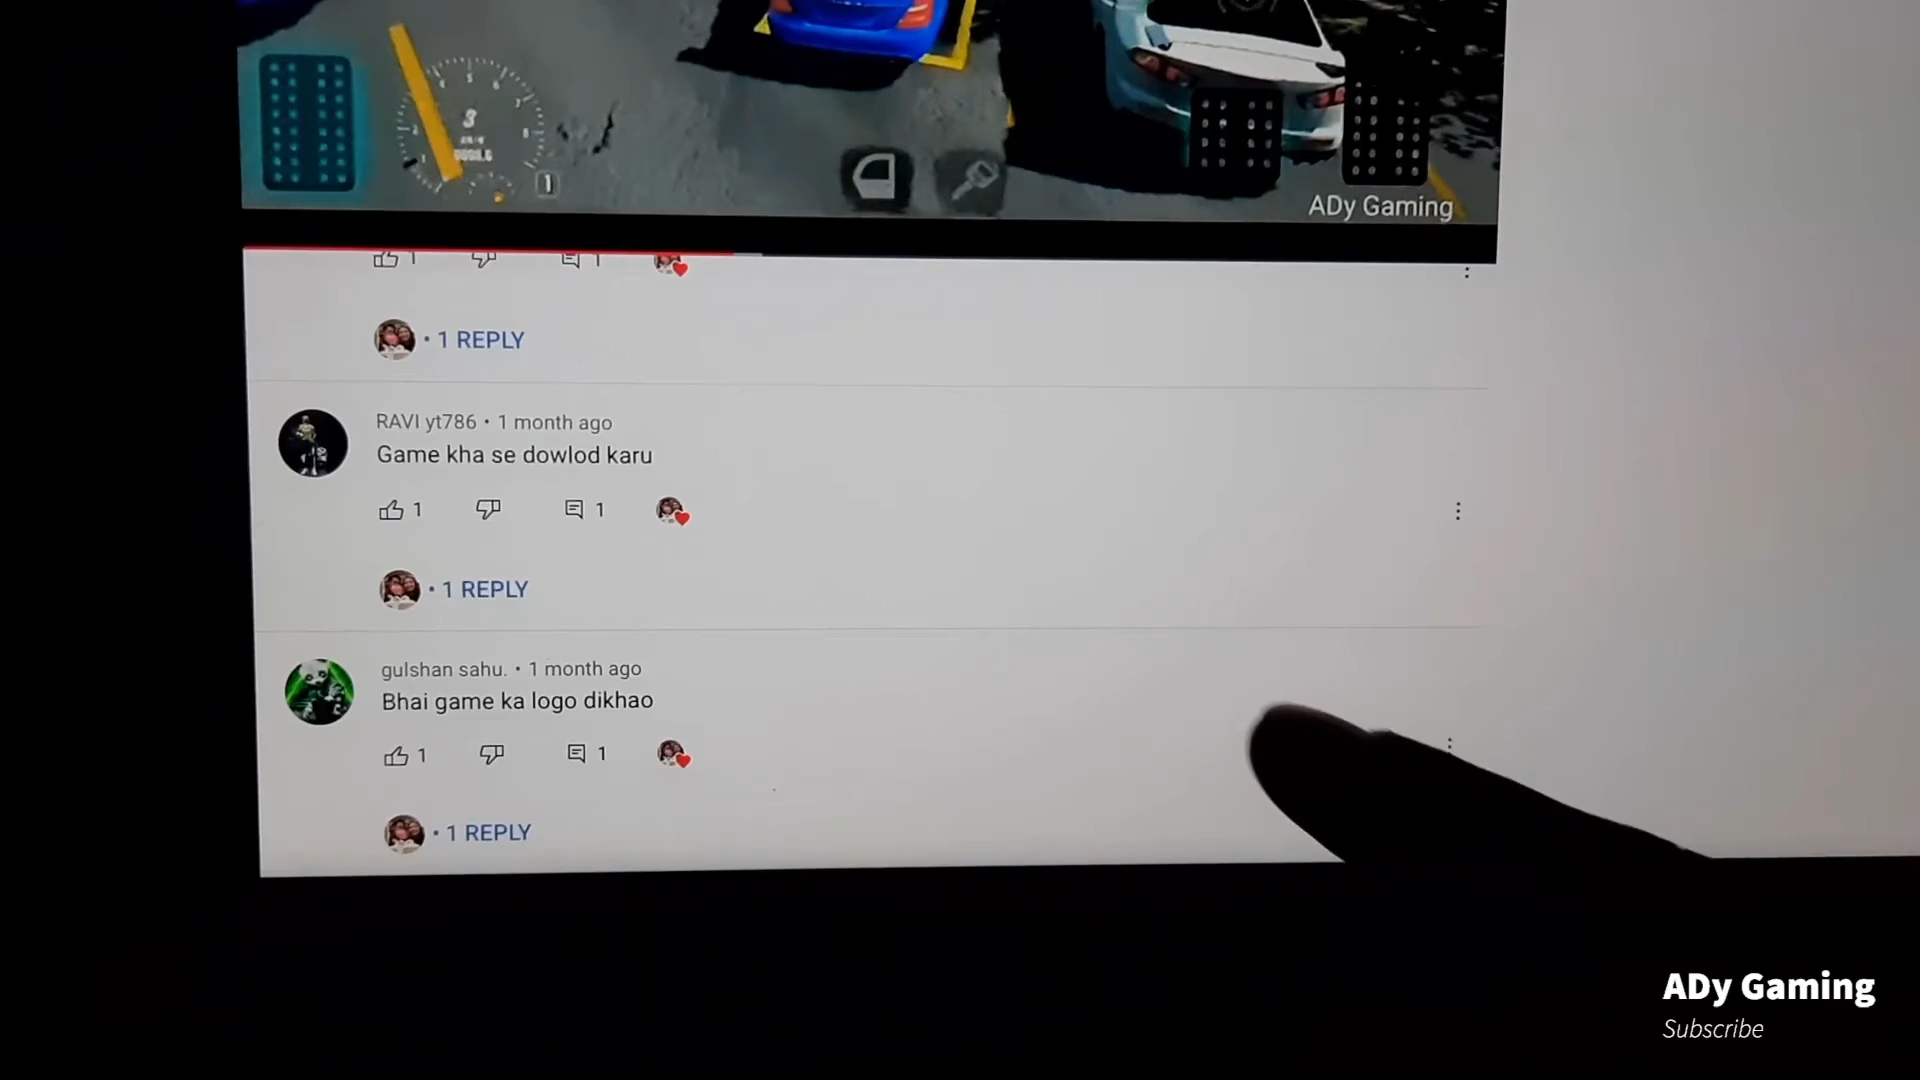 ADy Gaming
1 REPLY
RAVI yt786 • 1 month ago
Game kha se dowlod karu
1 1
• 1 REPLY
gulshan sahu. • 1 month ago
Bhai game ka logo dikhao
1 1
• 1 REPLY
ADy Gaming
Subscribe